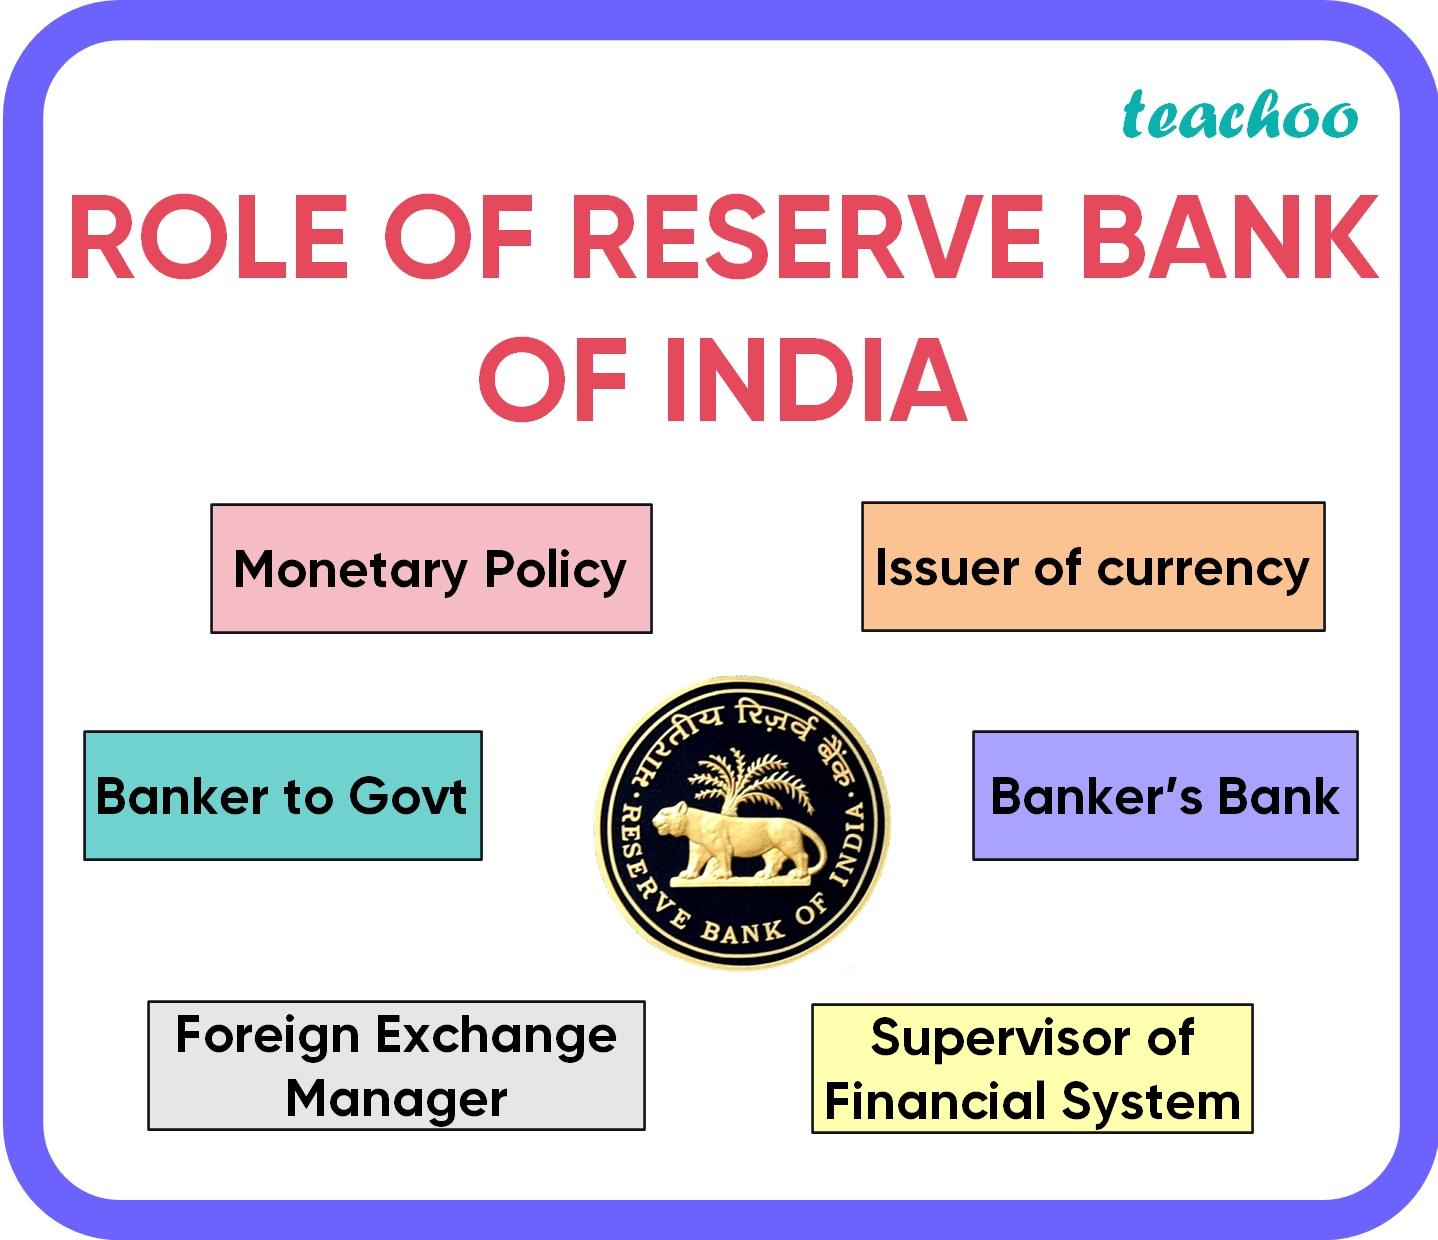 teachoo
ROLE OF RESERVE BANK
OF INDIA
Monetary Policy
Issuer of currency
Banker to Govt
भारतीय रिज़र्व बैंक
RESERVE BANK OF INDIA
Banker’s Bank
Foreign Exchange
Manager
Supervisor of
Financial System